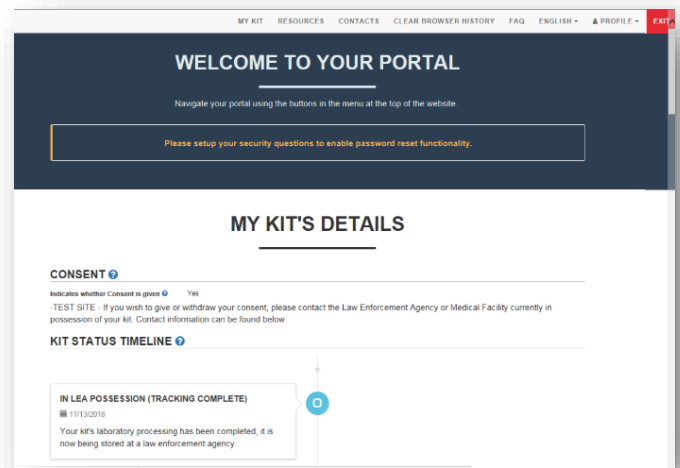 MY KIT RESOURCES CONTACTS CLEAR BROWSER HISTORY FAQ ENGLISH PROFILE EXIT
WELCOME TO YOUR PORTAL
Navigate your portal using the buttons in the menu at the top of the website.
Please setup your security questions to enable password reset functionality.
MY KIT'S DETAILS
CONSENT
Indicates whether Consent is given Yes
-TEST SITE - If you wish to give or withdraw your consent, please contact the Law Enforcement Agency or Medical Facility currently in
possession of your kit. Contact information can be found below.
KIT STATUS TIMELINE
IN LEA POSSESSION (TRACKING COMPLETE)
11/13/2018
Your kit's laboratory processing has been completed, it is
now being stored at a law enforcement agency.